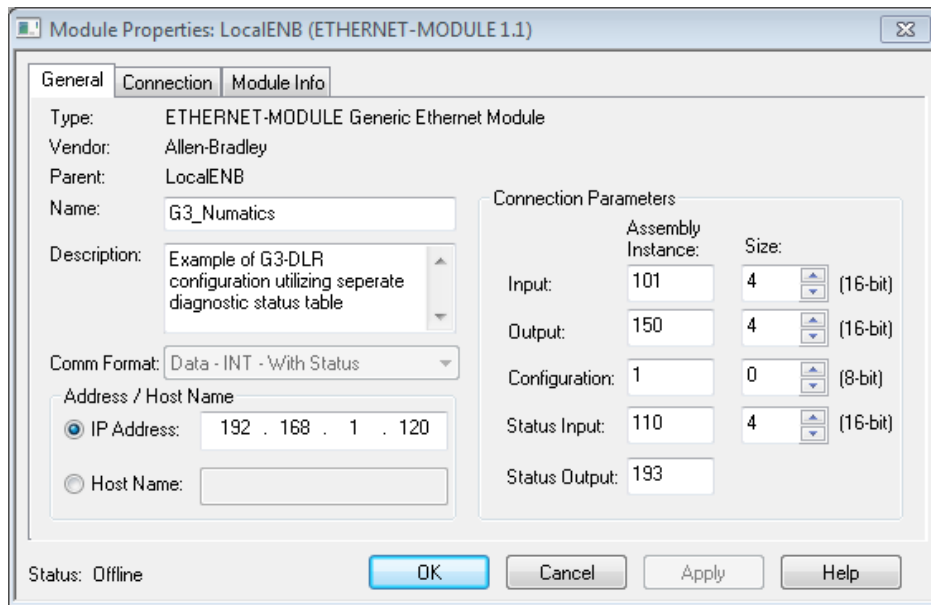 Module Properties: LocalENB (ETHERNET-MODULE 1.1)
General Connection Module Info
Type: ETHERNET-MODULE Generic Ethernet Module
Vendor: Allen-Bradley
Parent: LocalENB
Name: G3_Numatics
Description: Example of G3-DLR
configuration utilizing seperate
diagnostic status table
Comm Format: Data - INT - With Status
Address / Host Name
IP Address: 192 . 168 . 1 . 120
Host Name:
Connection Parameters
Assembly
Instance: Size:
Input: 101 4 (16-bit)
Output: 150 4 (16-bit)
Configuration: 1 0 (8-bit)
Status Input: 110 4 (16-bit)
Status Output: 193
Status: Offline
OK Cancel Apply Help